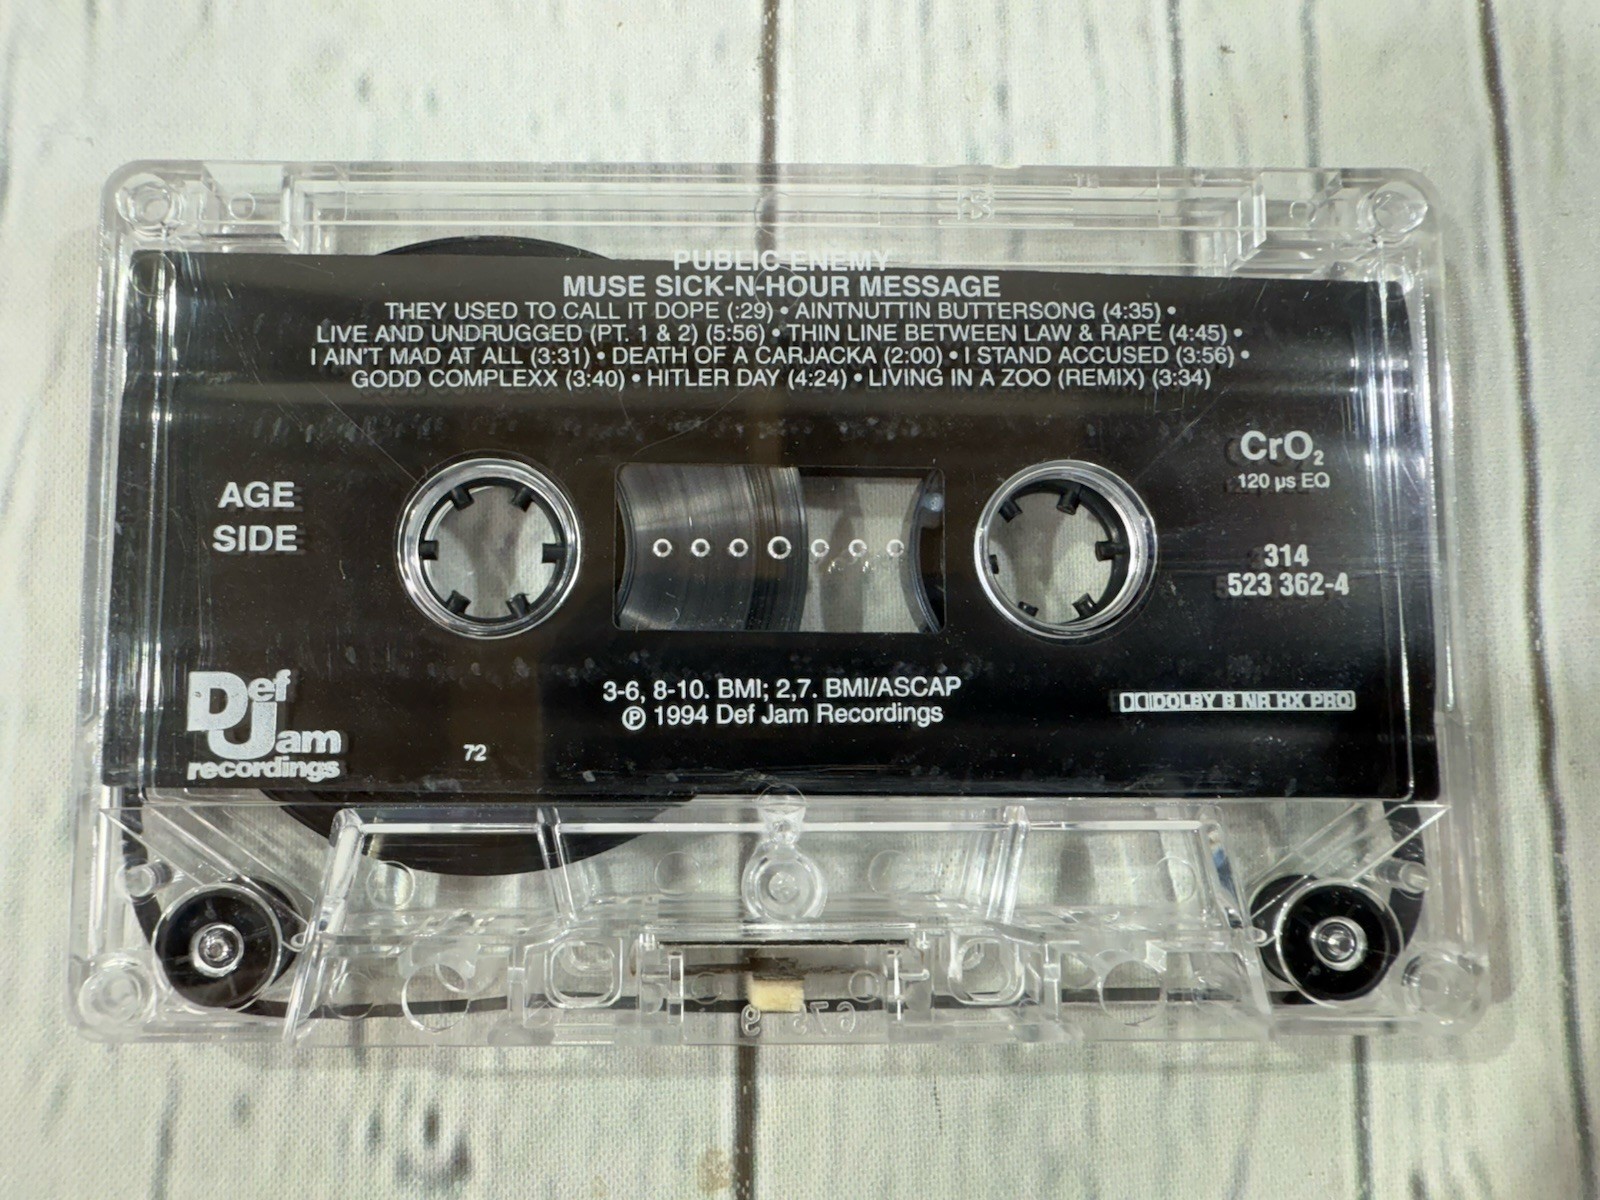 PUBLIC ENEMY
MUSE SICK-N-HOUR MESSAGE
THEY USED TO CALL IT DOPE (:29) • AINTNUTTIN BUTTERSONG (4:35) •
LIVE AND UNDRUGGED (PT. 1 & 2) (5:56) • THIN LINE BETWEEN LAW & RAPE (4:45) •
I AIN'T MAD AT ALL (3:31) • DEATH OF A CARJACKA (2:00) • I STAND ACCUSED (3:56) •
GODD COMPLEXX (3:40) • HITLER DAY (4:24) • LIVING IN A ZOO (REMIX) (3:34)
AGE
SIDE
CrO₂
120 µs EQ
314
523 362-4
Def
Jam
recordings
72
3-6, 8-10. BMI; 2,7. BMI/ASCAP
℗ 1994 Def Jam Recordings
DOLBY B NR HX PRO